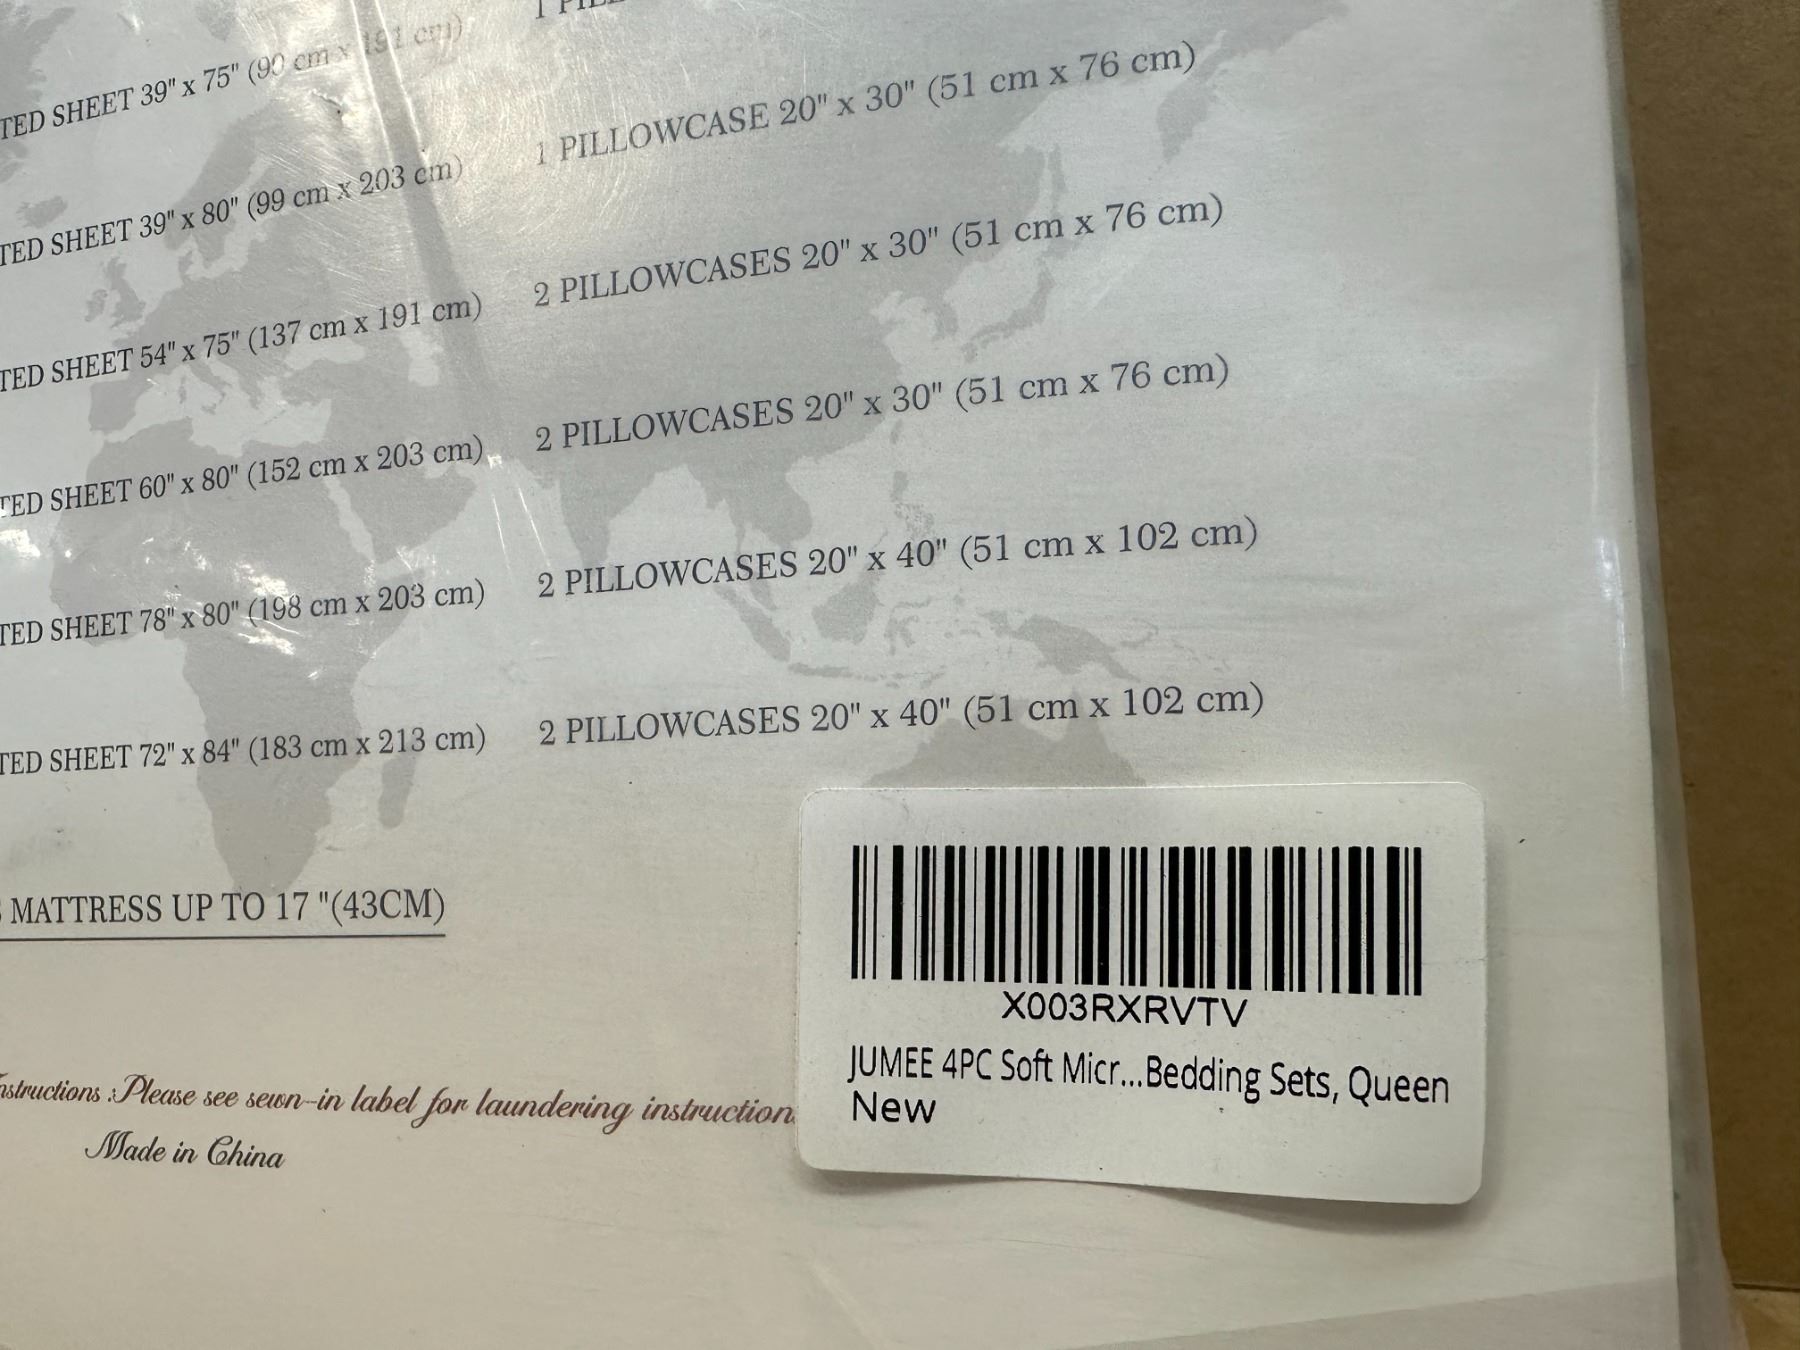 TED SHEET 39" x 75" (90 cm x 191 cm)
1 PILLOWCASE 20" x 30" (51 cm x 76 cm)
TED SHEET 39" x 80" (99 cm x 203 cm)
2 PILLOWCASES 20" x 30" (51 cm x 76 cm)
TED SHEET 54" x 75" (137 cm x 191 cm)
2 PILLOWCASES 20" x 30" (51 cm x 76 cm)
TED SHEET 60" x 80" (152 cm x 203 cm)
2 PILLOWCASES 20" x 40" (51 cm x 102 cm)
TED SHEET 78" x 80" (198 cm x 203 cm)
2 PILLOWCASES 20" x 40" (51 cm x 102 cm)
TED SHEET 72" x 84" (183 cm x 213 cm)
MATTRESS UP TO 17 "(43CM)
nstructions :Please see sewn-in label for laundering instruction
Made in China
X003RXRVTV
JUMEE 4PC Soft Micr...Bedding Sets, Queen
New